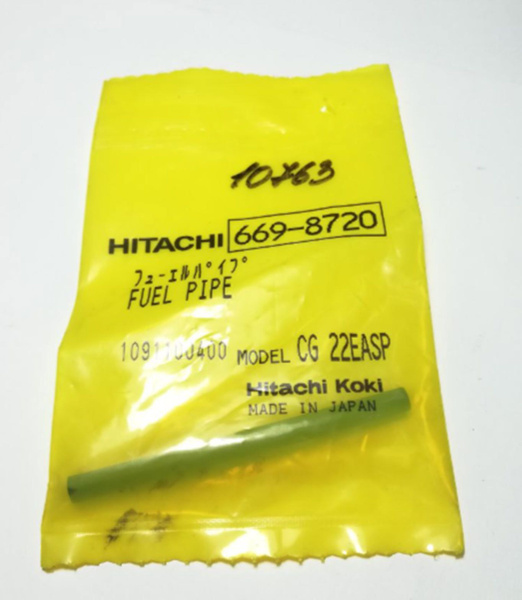 10763
HITACHI 669-8720
フューエルパイプ
FUEL PIPE
1091100400 MODEL CG 22EASP
Hitachi Koki
MADE IN JAPAN